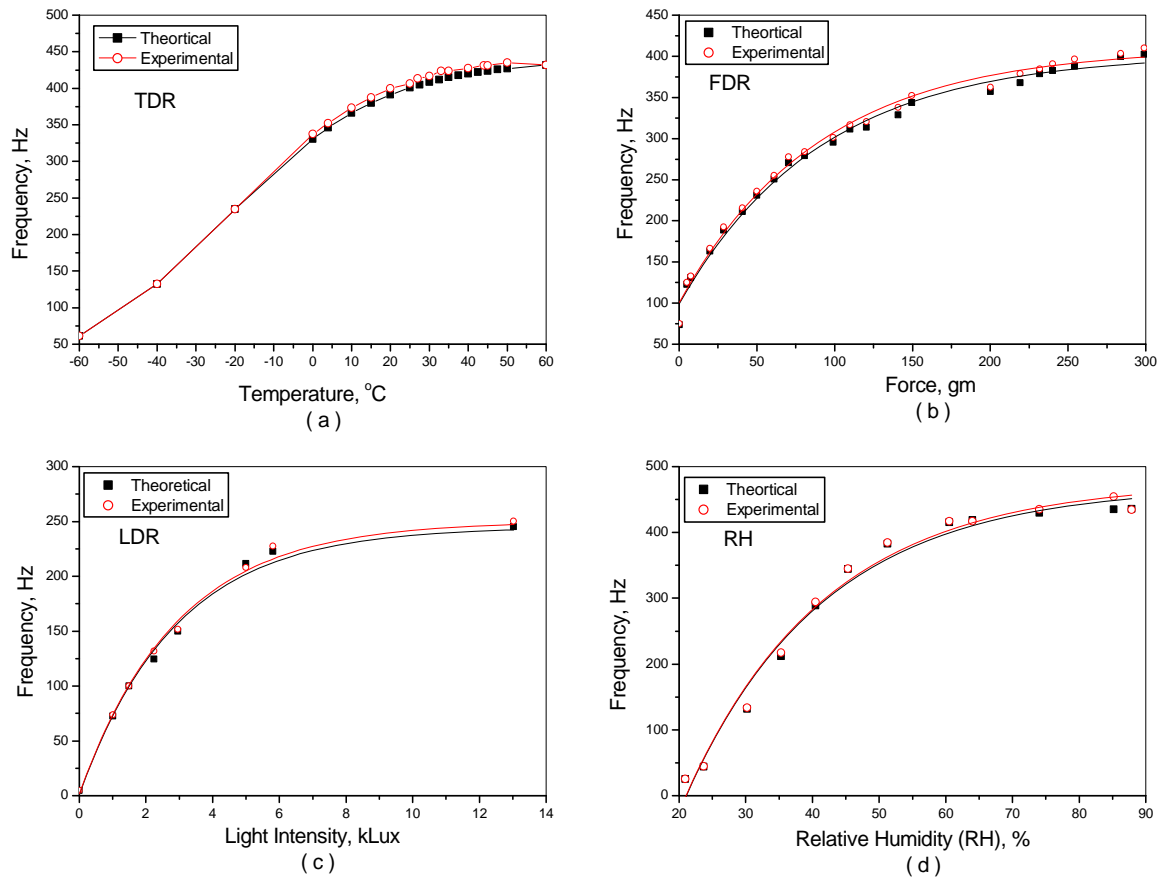 500
450
400
350
300
250
200
150
100
50
-60 -50 -40 -30 -20 -10 0 10 20 30 40 50 60
Frequency, Hz
Theortical
Experimental
TDR
Temperature, °C
( a )
450
400
350
300
250
200
150
100
50
0 50 100 150 200 250 300
Frequency, Hz
Theortical
Experimental
FDR
Force, gm
( b )
300
250
200
150
100
50
0
0 2 4 6 8 10 12 14
Frequency, Hz
Theoretical
Experimental
LDR
Light Intensity, kLux
( c )
500
400
300
200
100
0
20 30 40 50 60 70 80 90
Frequency, Hz
Theortical
Experimental
RH
Relative Humidity (RH), %
( d )